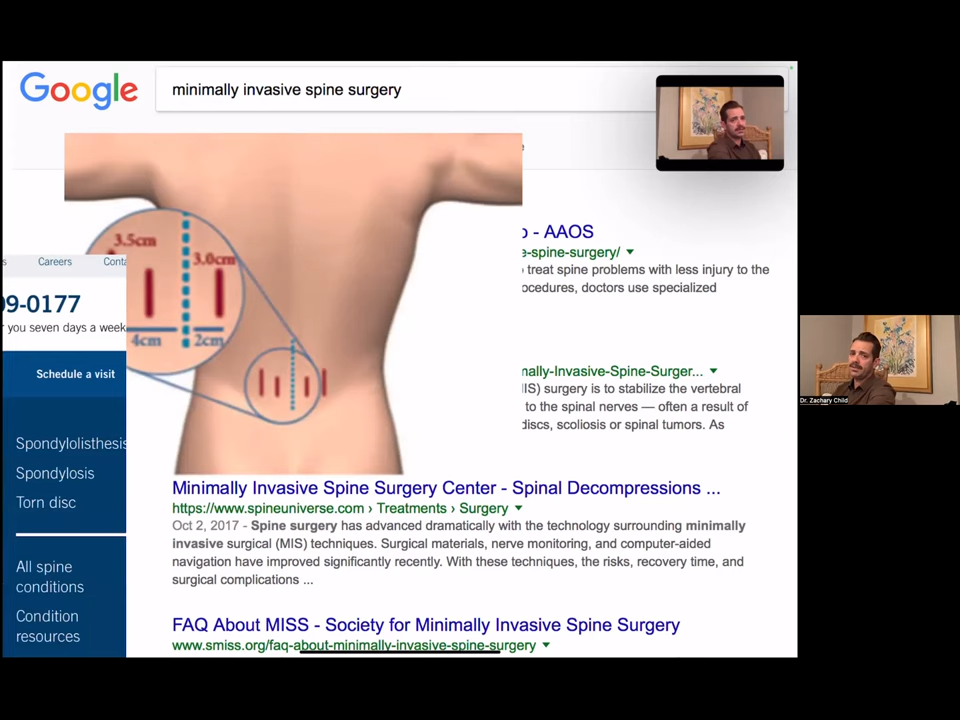 Google
minimally invasive spine surgery
- AAOS
e-spine-surgery/
treat spine problems with less injury to the
ocedures, doctors use specialized
3.5cm
3.0cm
4cm
2cm
s Careers Conta
09-0177
r you seven days a week
Schedule a visit
nally-Invasive-Spine-Surger...
IIS) surgery is to stabilize the vertebral
to the spinal nerves — often a result of
discs, scoliosis or spinal tumors. As
Spondylolisthesis
Spondylosis
Torn disc
All spine
conditions
Condition
resources
Minimally Invasive Spine Surgery Center - Spinal Decompressions ...
https://www.spineuniverse.com › Treatments › Surgery
Oct 2, 2017 - Spine surgery has advanced dramatically with the technology surrounding minimally
invasive surgical (MIS) techniques. Surgical materials, nerve monitoring, and computer-aided
navigation have improved significantly recently. With these techniques, the risks, recovery time, and
surgical complications ...
FAQ About MISS - Society for Minimally Invasive Spine Surgery
www.smiss.org/faq-about-minimally-invasive-spine-surgery
Dr. Zachary Child